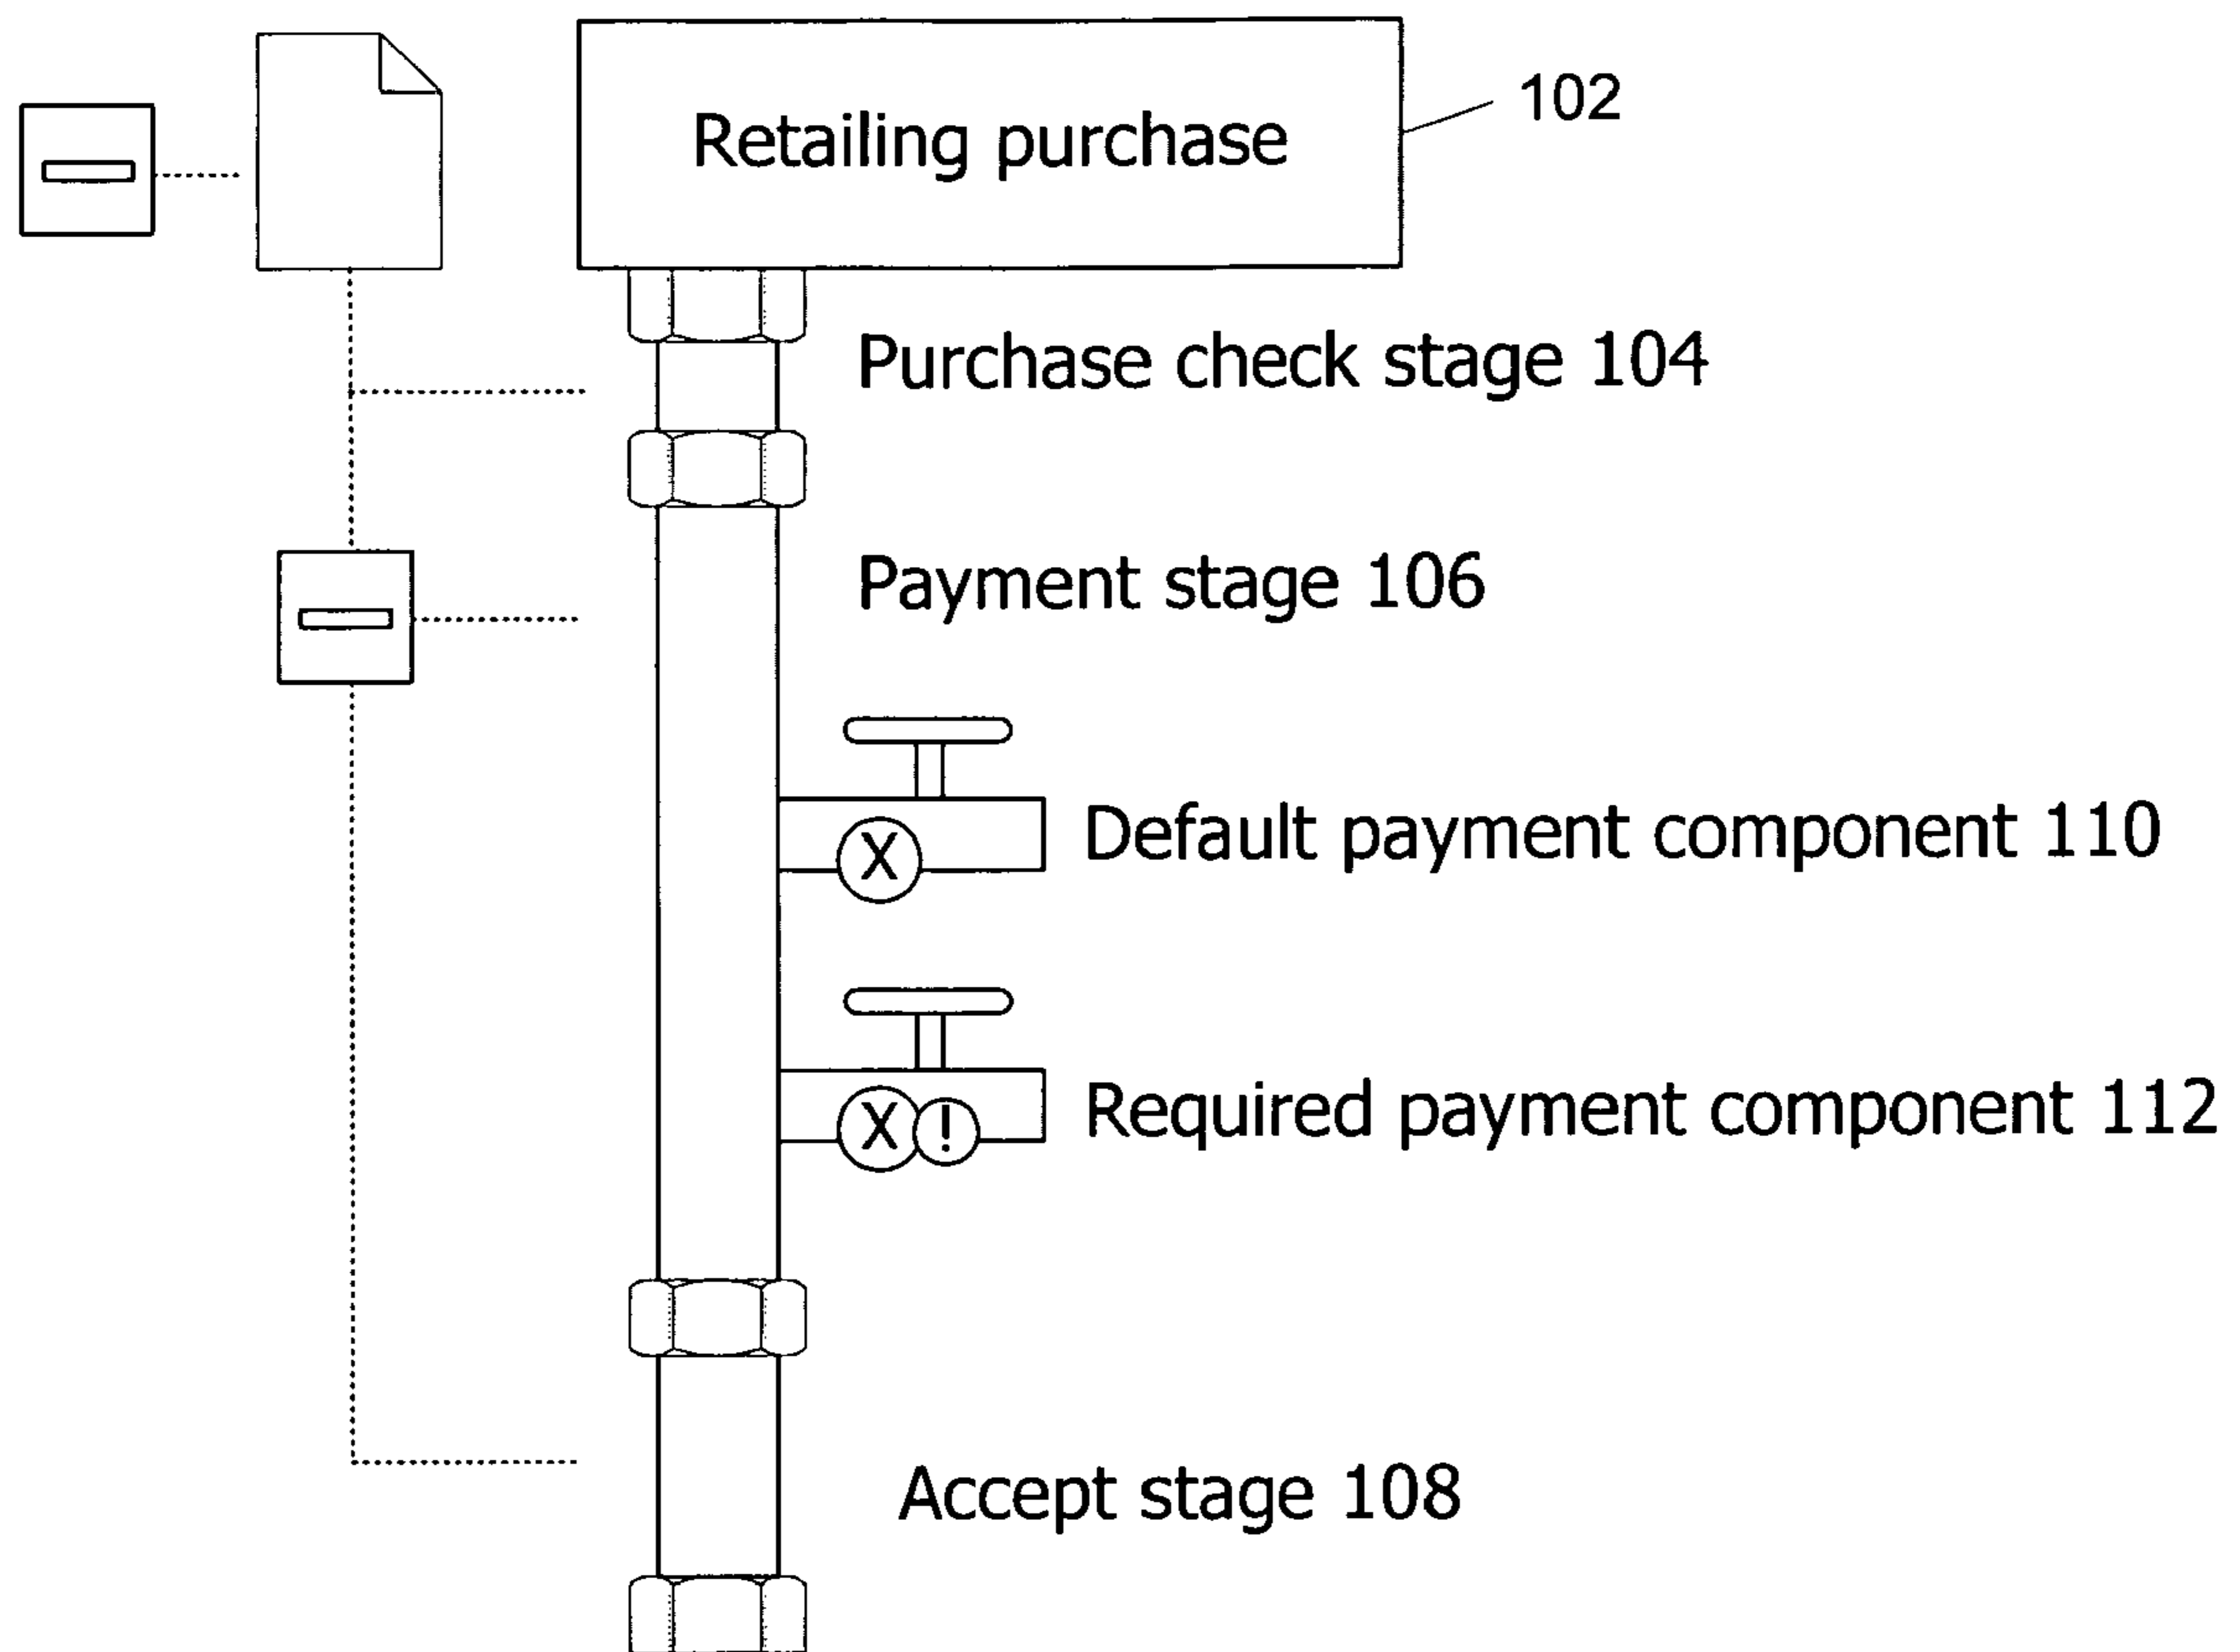 Retailing purchase
102
Purchase check stage 104
Payment stage 106
Default payment component 110
X
Required payment component 112
X !
Accept stage 108